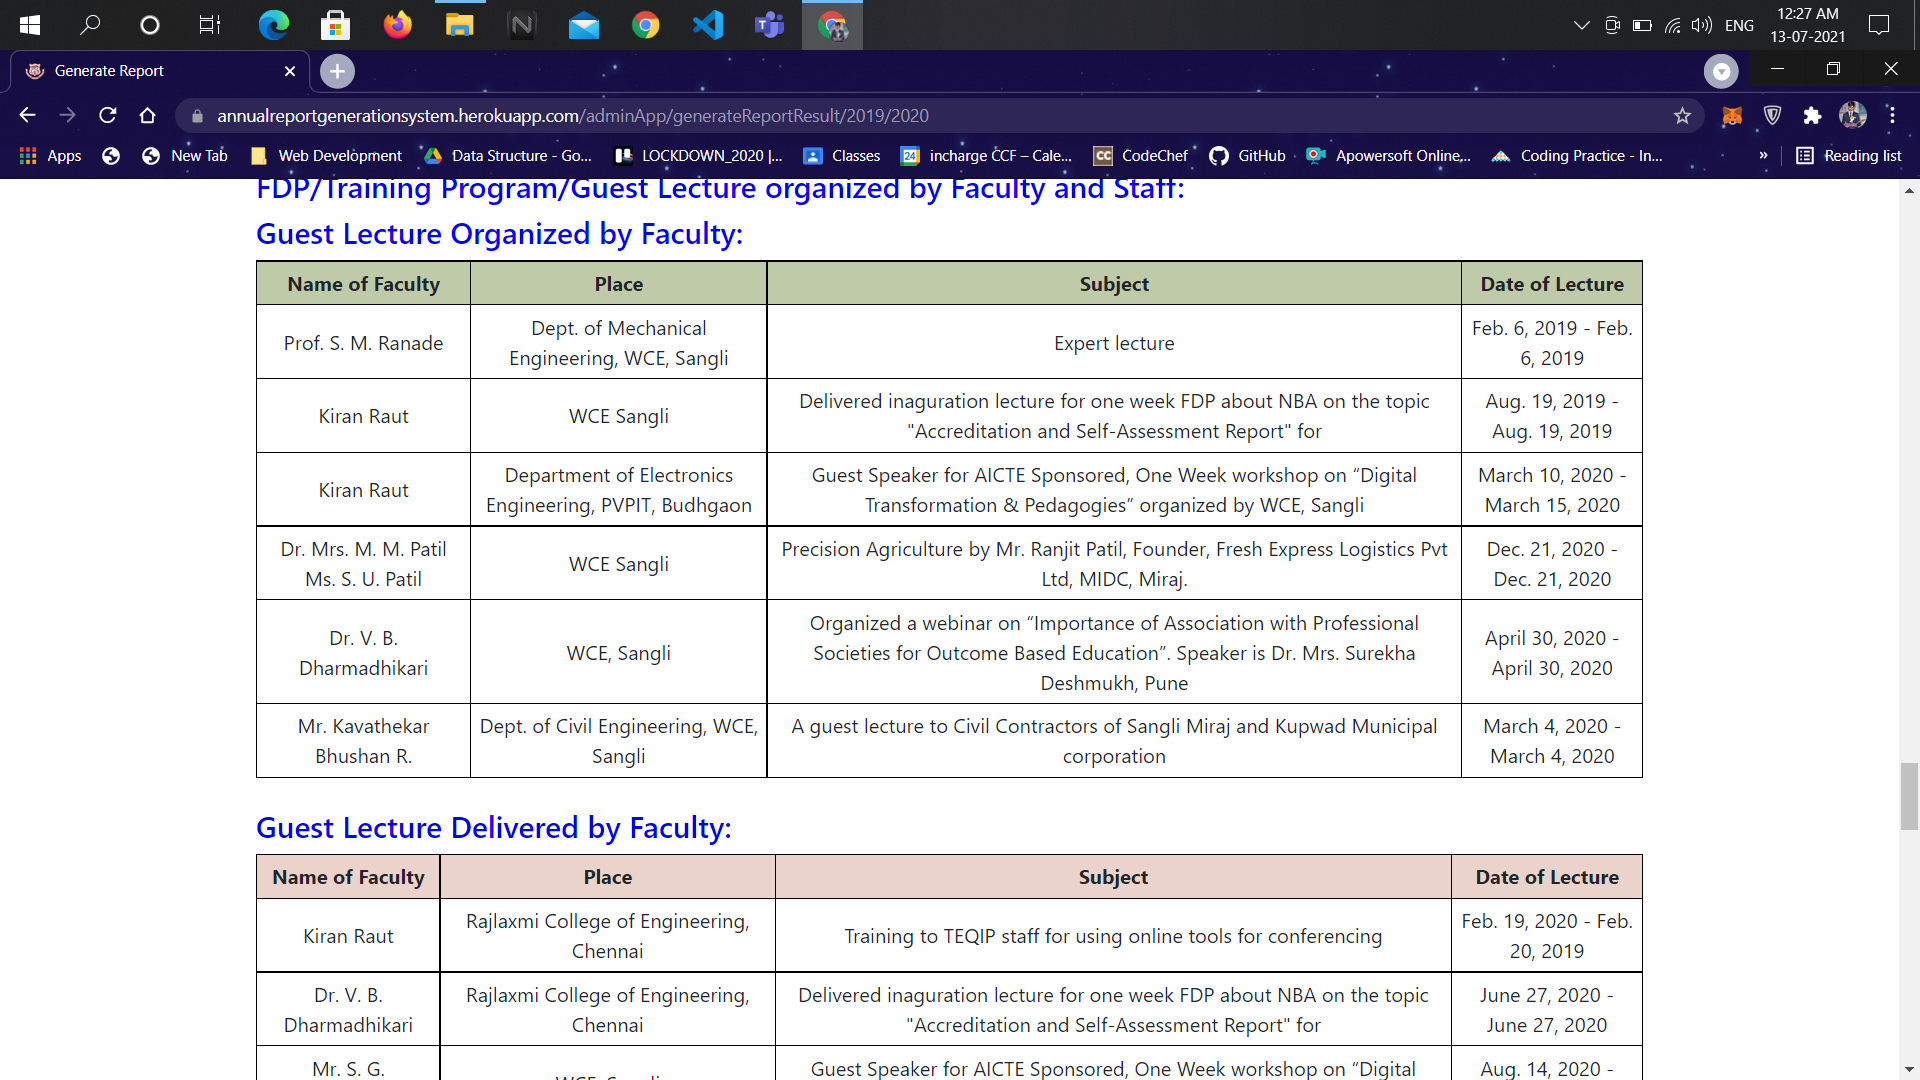 ENG
12:27 AM
13-07-2021
Generate Report
annualreportgenerationsystem.herokuapp.com/adminApp/generateReportResult/2019/2020
Apps
New Tab
Web Development
Data Structure - Go...
LOCKDOWN_2020 |...
Classes
24
incharge CCF – Cale...
CC
CodeChef
GitHub
Apowersoft Online,...
Coding Practice - In...
»
Reading list
FDP/Training Program/Guest Lecture organized by Faculty and Staff:
Guest Lecture Organized by Faculty:
Name of Faculty
Place
Subject
Date of Lecture
Prof. S. M. Ranade
Dept. of Mechanical
Engineering, WCE, Sangli
Expert lecture
Feb. 6, 2019 - Feb.
6, 2019
Kiran Raut
WCE Sangli
Delivered inaguration lecture for one week FDP about NBA on the topic
"Accreditation and Self-Assessment Report" for
Aug. 19, 2019 -
Aug. 19, 2019
Kiran Raut
Department of Electronics
Engineering, PVPIT, Budhgaon
Guest Speaker for AICTE Sponsored, One Week workshop on “Digital
Transformation & Pedagogies” organized by WCE, Sangli
March 10, 2020 -
March 15, 2020
Dr. Mrs. M. M. Patil
Ms. S. U. Patil
WCE Sangli
Precision Agriculture by Mr. Ranjit Patil, Founder, Fresh Express Logistics Pvt
Ltd, MIDC, Miraj.
Dec. 21, 2020 -
Dec. 21, 2020
Dr. V. B.
Dharmadhikari
WCE, Sangli
Organized a webinar on “Importance of Association with Professional
Societies for Outcome Based Education”. Speaker is Dr. Mrs. Surekha
Deshmukh, Pune
April 30, 2020 -
April 30, 2020
Mr. Kavathekar
Bhushan R.
Dept. of Civil Engineering, WCE,
Sangli
A guest lecture to Civil Contractors of Sangli Miraj and Kupwad Municipal
corporation
March 4, 2020 -
March 4, 2020
Guest Lecture Delivered by Faculty:
Name of Faculty
Place
Subject
Date of Lecture
Kiran Raut
Rajlaxmi College of Engineering,
Chennai
Training to TEQIP staff for using online tools for conferencing
Feb. 19, 2020 - Feb.
20, 2019
Dr. V. B.
Dharmadhikari
Rajlaxmi College of Engineering,
Chennai
Delivered inaguration lecture for one week FDP about NBA on the topic
"Accreditation and Self-Assessment Report" for
June 27, 2020 -
June 27, 2020
Mr. S. G.
WCE, Sangli
Guest Speaker for AICTE Sponsored, One Week workshop on “Digital
Aug. 14, 2020 -